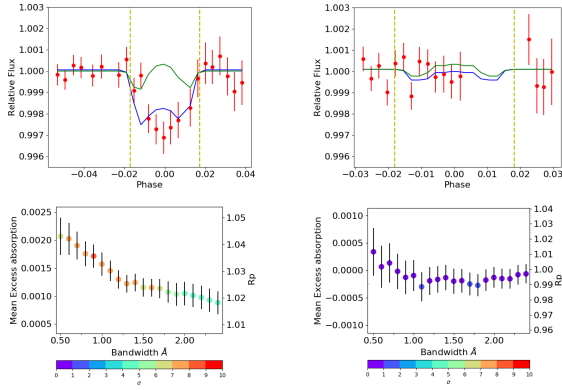 1.003
1.002
1.001
1.000
0.999
0.998
0.997
0.996
Relative Flux
−0.04 −0.02 0.00 0.02 0.04
Phase
1.003
1.002
1.001
1.000
0.999
0.998
0.997
0.996
Relative Flux
−0.03 −0.02 −0.01 0.00 0.01 0.02 0.03
Phase
0.0025
0.0020
0.0015
0.0010
0.0005
Mean Excess absorption
1.05
1.04
1.03
1.02
1.01
Rp
0.50 1.00 1.50 2.00
Bandwidth Å
0 1 2 3 4 5 6 7 8 9 10
σ
0.0010
0.0005
0.0000
−0.0005
−0.0010
Mean Excess absorption
1.04
1.03
1.02
1.01
1.00
0.99
0.98
0.97
0.96
Rp
0.50 1.00 1.50 2.00
Bandwidth Å
0 1 2 3 4 5 6 7 8 9 10
σ